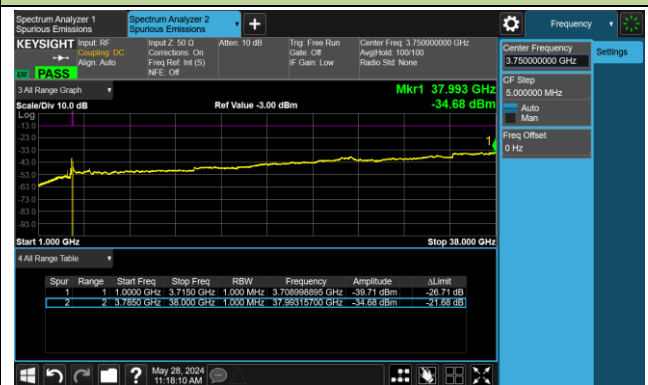 Spectrum Analyzer 1
Spurious Emissions
Spectrum Analyzer 2
Spurious Emissions
Frequency
KEYSIGHT
Input: RF
Coupling: DC
Align: Auto
Input Z: 50 Ω
Corrections: On
Freq Ref: Int (S)
NFE: Off
Atten: 10 dB
Trig: Free Run
Gate: Off
IF Gain: Low
Center Freq: 3.750000000 GHz
Avg|Hold: 100/100
Radio Std: None
PASS
Center Frequency
3.750000000 GHz
Settings
CF Step
5.000000 MHz
Auto
Man
Freq Offset
0 Hz
3 All Range Graph
Mkr1 37.993 GHz
Scale/Div 10.0 dB
Ref Value -3.00 dBm
-34.68 dBm
Log
-13.0
-23.0
-33.0
-43.0
-53.0
-63.0
-73.0
-83.0
-93.0
1
Start 1.000 GHz
Stop 38.000 GHz
4 All Range Table
Spur Range Start Freq Stop Freq RBW Frequency Amplitude ΔLimit
1 1 1.0000 GHz 3.7150 GHz 1.000 MHz 3.708998895 GHz -39.71 dBm -26.71 dB
2 2 3.7850 GHz 38.000 GHz 1.000 MHz 37.99315700 GHz -34.68 dBm -21.68 dB
May 28, 2024
11:18:10 AM